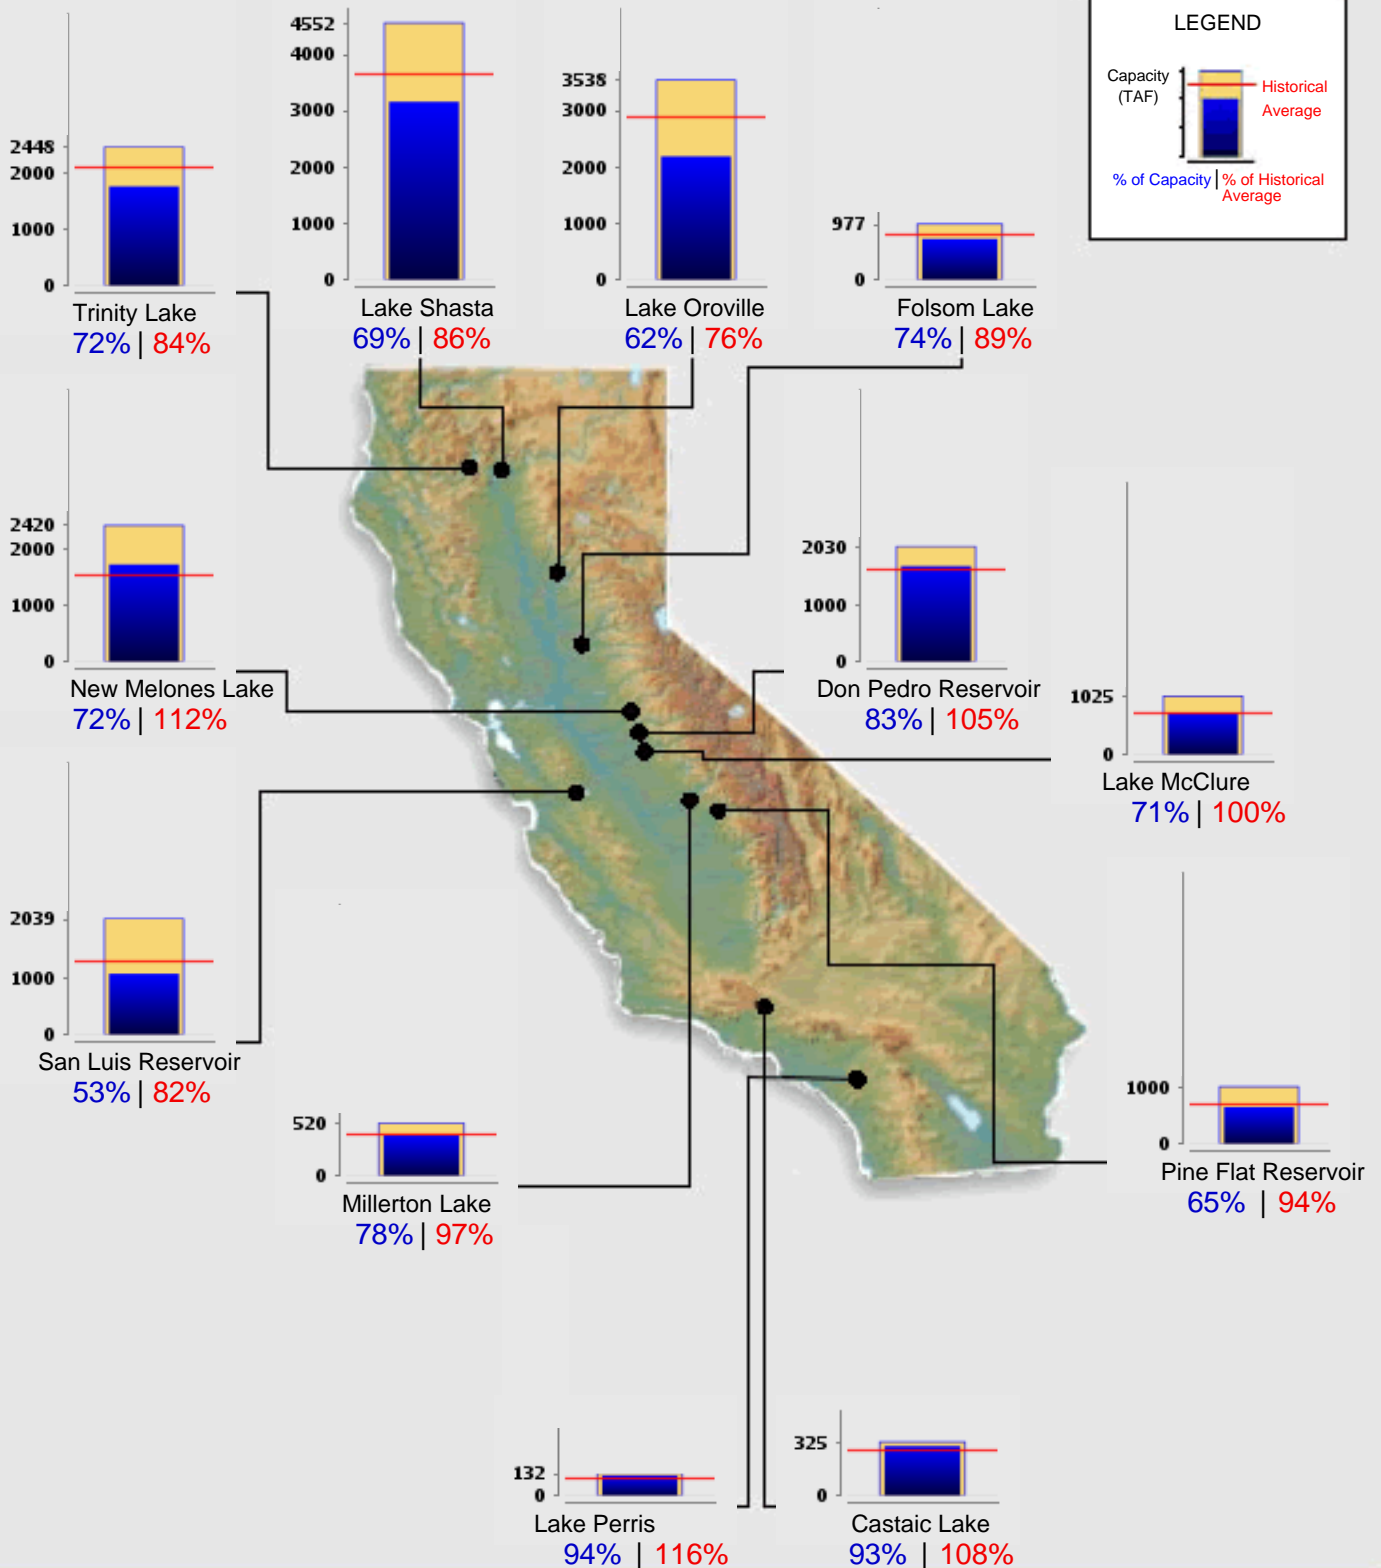 LEGEND
Capacity
(TAF)
Historical
Average
% of Capacity | % of Historical
Average
2448
2000
1000
0
Trinity Lake
72% | 84%
4552
4000
3000
2000
1000
0
Lake Shasta
69% | 86%
3538
3000
2000
1000
0
Lake Oroville
62% | 76%
977
0
Folsom Lake
74% | 89%
2420
2000
1000
0
New Melones Lake
72% | 112%
2030
1000
0
Don Pedro Reservoir
83% | 105%
1025
0
Lake McClure
71% | 100%
2039
1000
0
San Luis Reservoir
53% | 82%
520
0
Millerton Lake
78% | 97%
1000
0
Pine Flat Reservoir
65% | 94%
132
0
Lake Perris
94% | 116%
325
0
Castaic Lake
93% | 108%